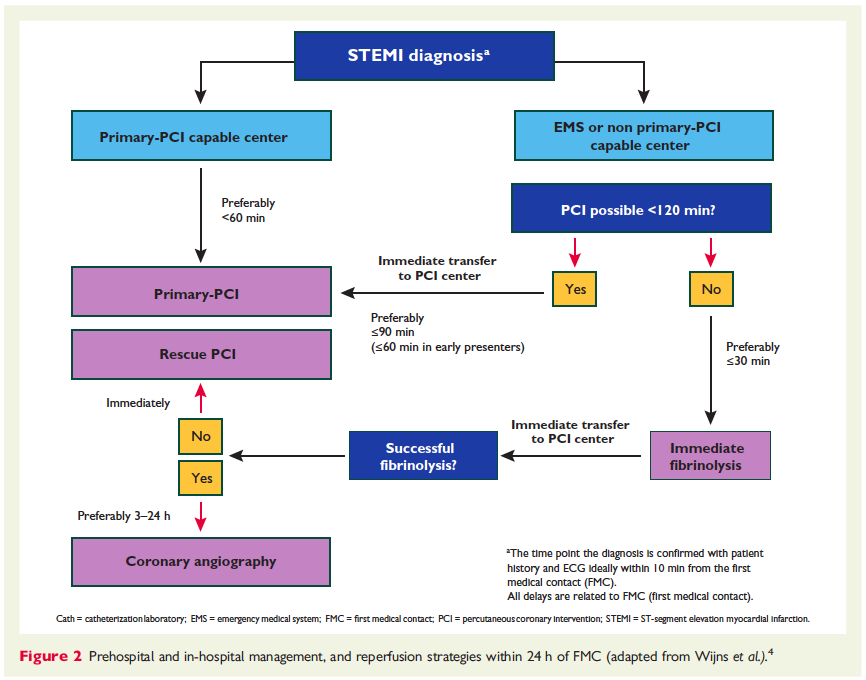 STEMI diagnosisᵃ
Primary-PCI capable center
EMS or non primary-PCI
capable center
Preferably
<60 min
PCI possible <120 min?
Immediate transfer
to PCI center
Yes
No
Primary-PCI
Preferably
≤90 min
(≤60 min in early presenters)
Preferably
≤30 min
Rescue PCI
Immediately
No
Yes
Successful
fibrinolysis?
Immediate transfer
to PCI center
Immediate
fibrinolysis
Preferably 3–24 h
Coronary angiography
ᵃThe time point the diagnosis is confirmed with patient
history and ECG ideally within 10 min from the first
medical contact (FMC).
All delays are related to FMC (first medical contact).
Cath = catheterization laboratory; EMS = emergency medical system; FMC = first medical contact; PCI = percutaneous coronary intervention; STEMI = ST-segment elevation myocardial infarction.
Figure 2 Prehospital and in-hospital management, and reperfusion strategies within 24 h of FMC (adapted from Wijns et al.).⁴